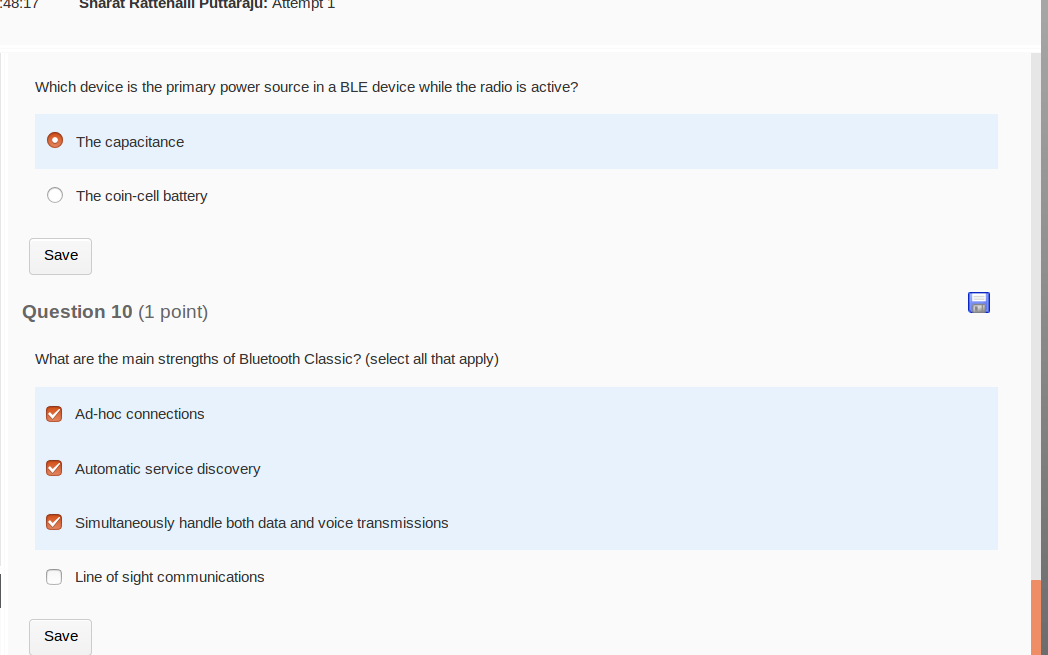 :48:17 Sharat Rattehalli Puttaraju: Attempt 1
Which device is the primary power source in a BLE device while the radio is active?
The capacitance
The coin-cell battery
Save
Question 10 (1 point)
What are the main strengths of Bluetooth Classic? (select all that apply)
Ad-hoc connections
Automatic service discovery
Simultaneously handle both data and voice transmissions
Line of sight communications
Save